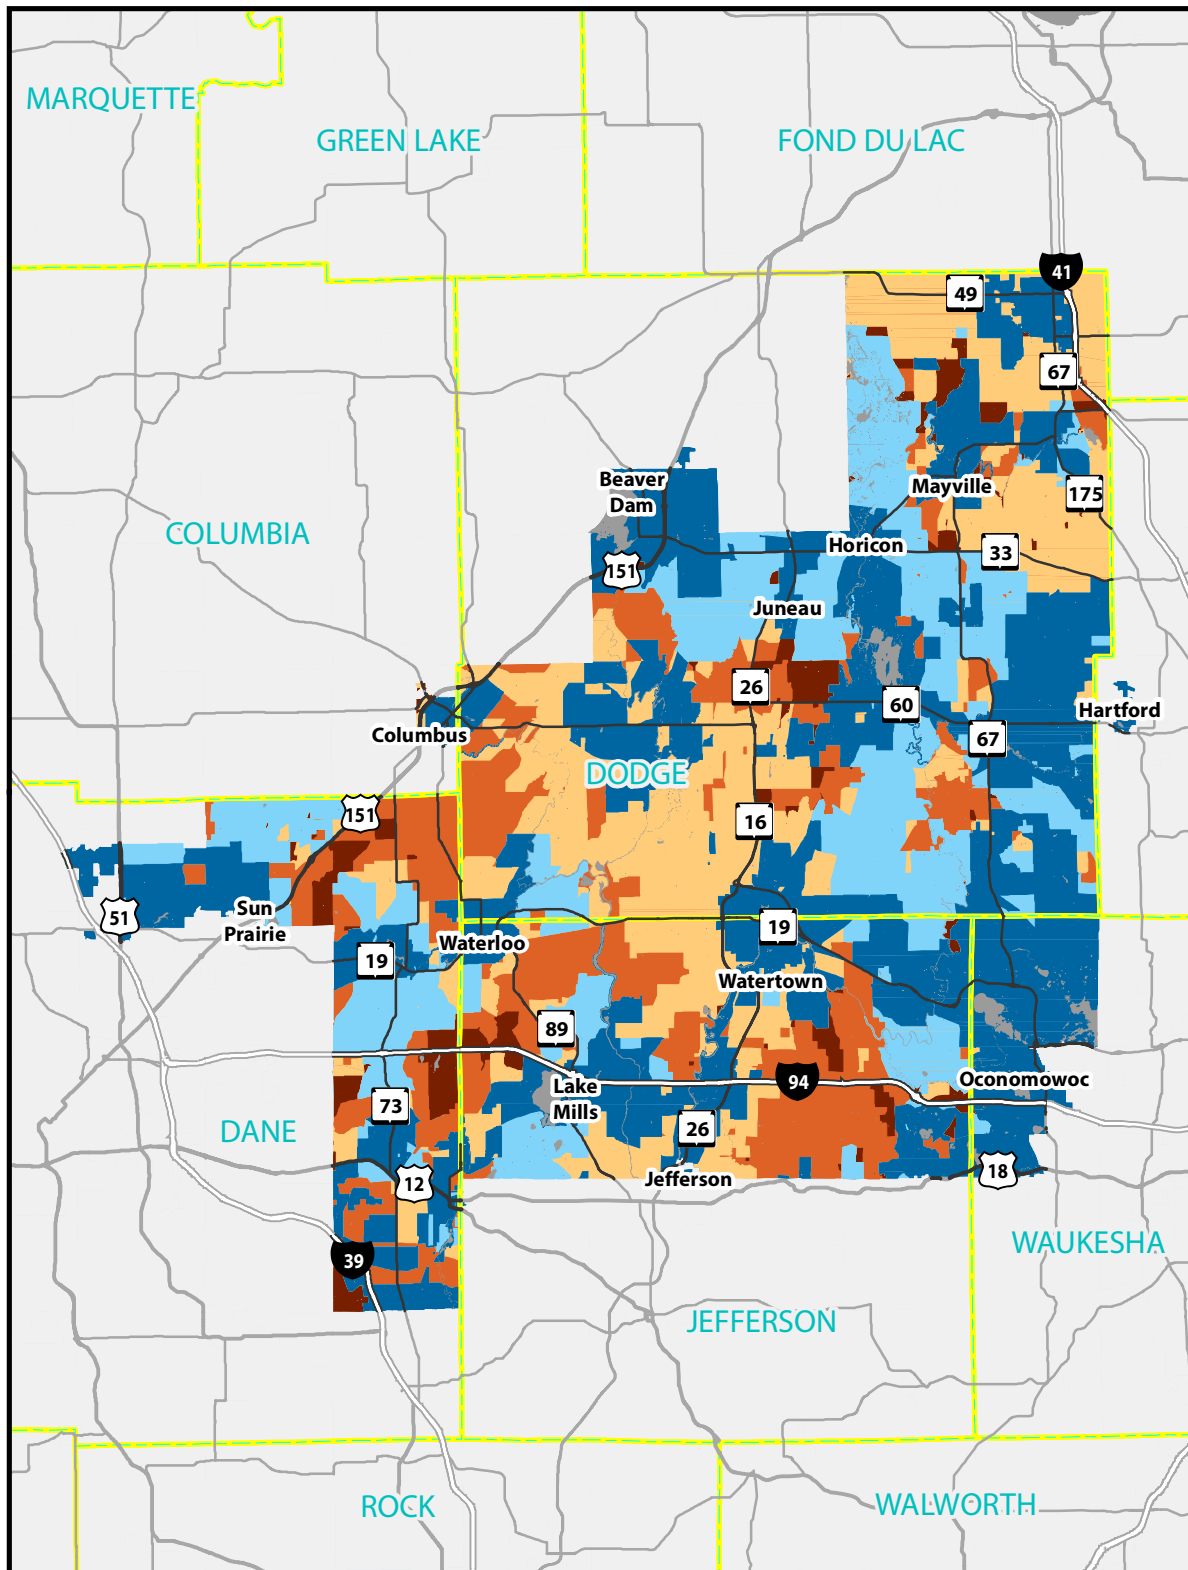 MARQUETTE
GREEN LAKE
FOND DU LAC
41
49
67
Beaver
Dam
Mayville
175
COLUMBIA
Horicon
33
151
Juneau
26
60
Hartford
Columbus
67
DODGE
151
16
51
Sun
Prairie
19
Waterloo
19
Watertown
89
94
Oconomowoc
Lake
Mills
73
DANE
26
12
Jefferson
18
39
WAUKESHA
JEFFERSON
ROCK
WALWORTH